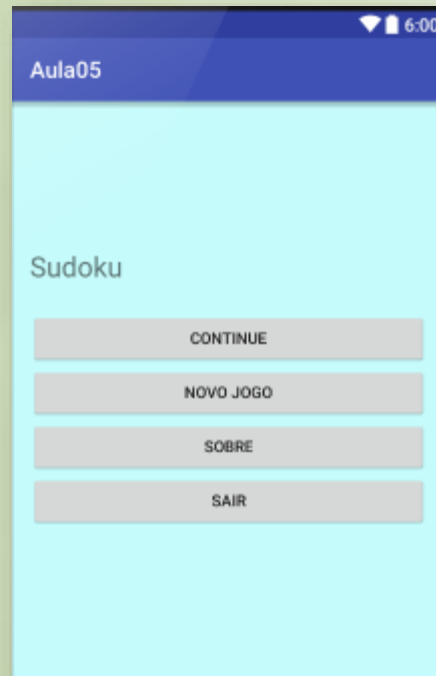 6:00
Aula05
Sudoku
CONTINUE
NOVO JOGO
SOBRE
SAIR